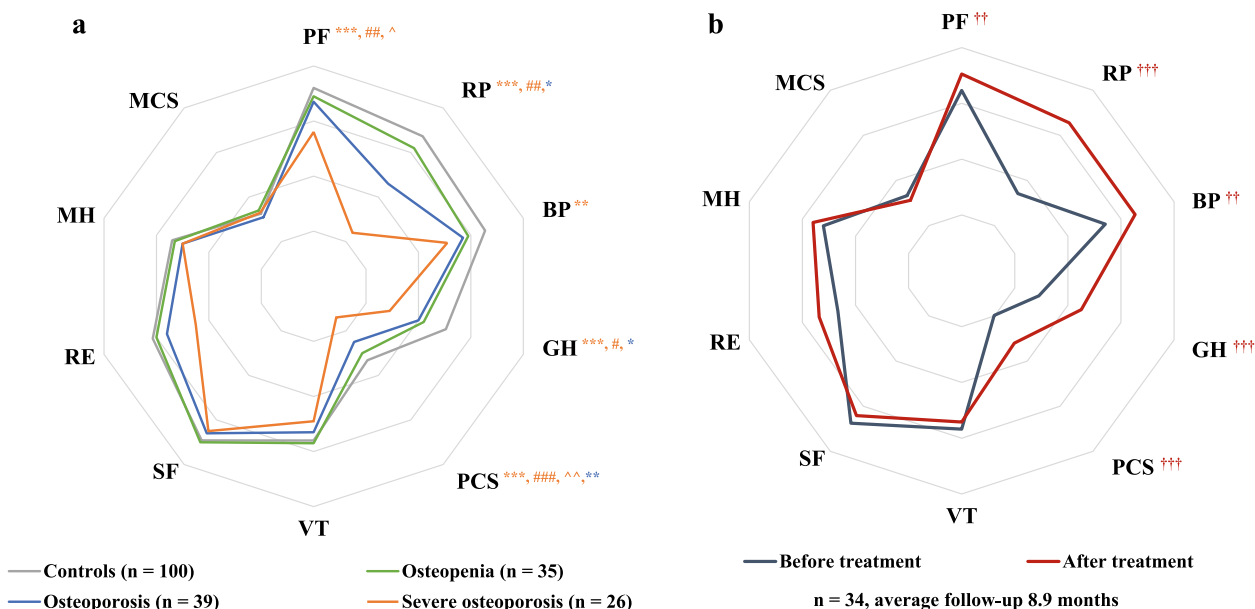 a
PF ***, ##, ^
RP ***, ##,*
BP **
GH ***, #, *
PCS ***, ###, ^^,**
VT
SF
RE
MH
MCS
Controls (n = 100)
Osteopenia (n = 35)
Osteoporosis (n = 39)
Severe osteoporosis (n = 26)
b
PF ††
RP †††
BP ††
GH †††
PCS †††
VT
SF
RE
MH
MCS
Before treatment
After treatment
n = 34, average follow-up 8.9 months